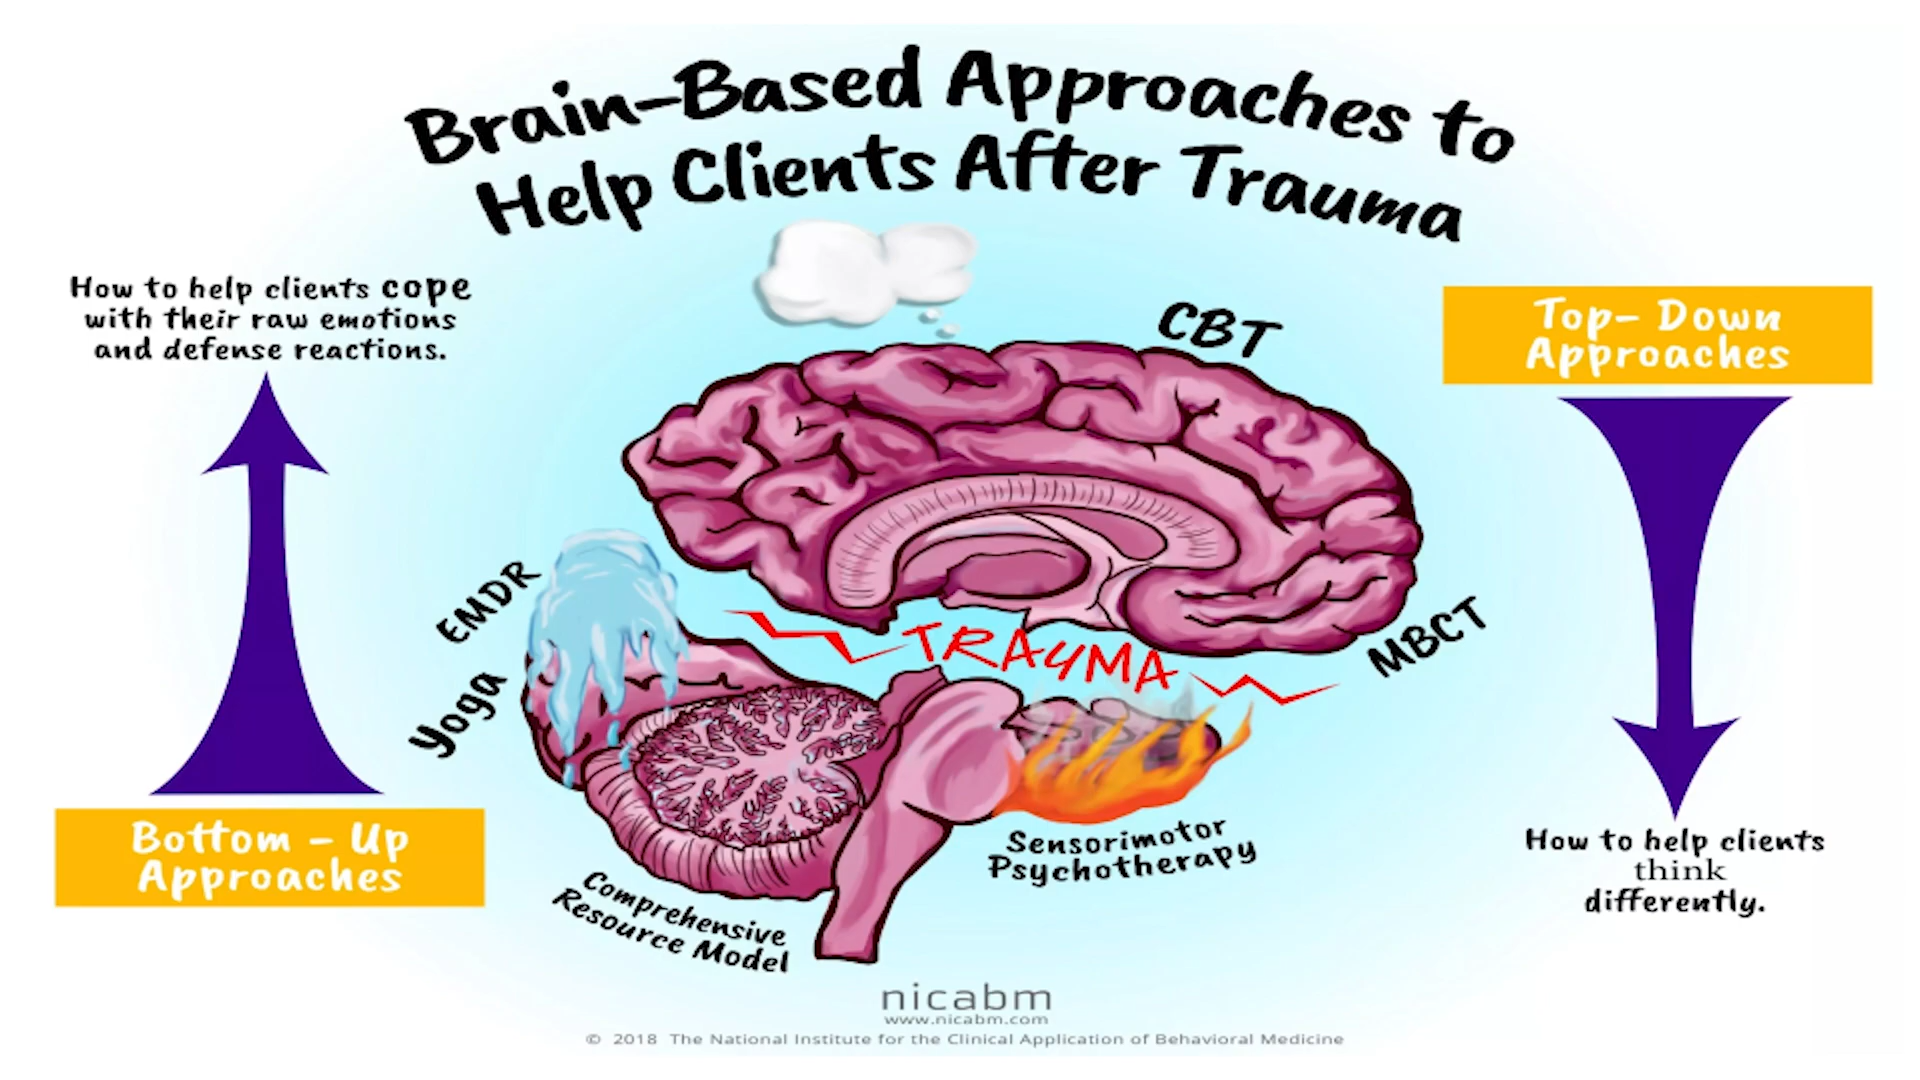 Brain-Based Approaches to
Help Clients After Trauma
How to help clients cope
with their raw emotions
and defense reactions.
Bottom - Up
Approaches
CBT
EMDR
Yoga
TRAUMA
MBCT
Sensorimotor
Psychotherapy
Comprehensive
Resource Model
Top- Down
Approaches
How to help clients
think
differently.
nicabm
www.nicabm.com
© 2018 The National Institute for the Clinical Application of Behavioral Medicine